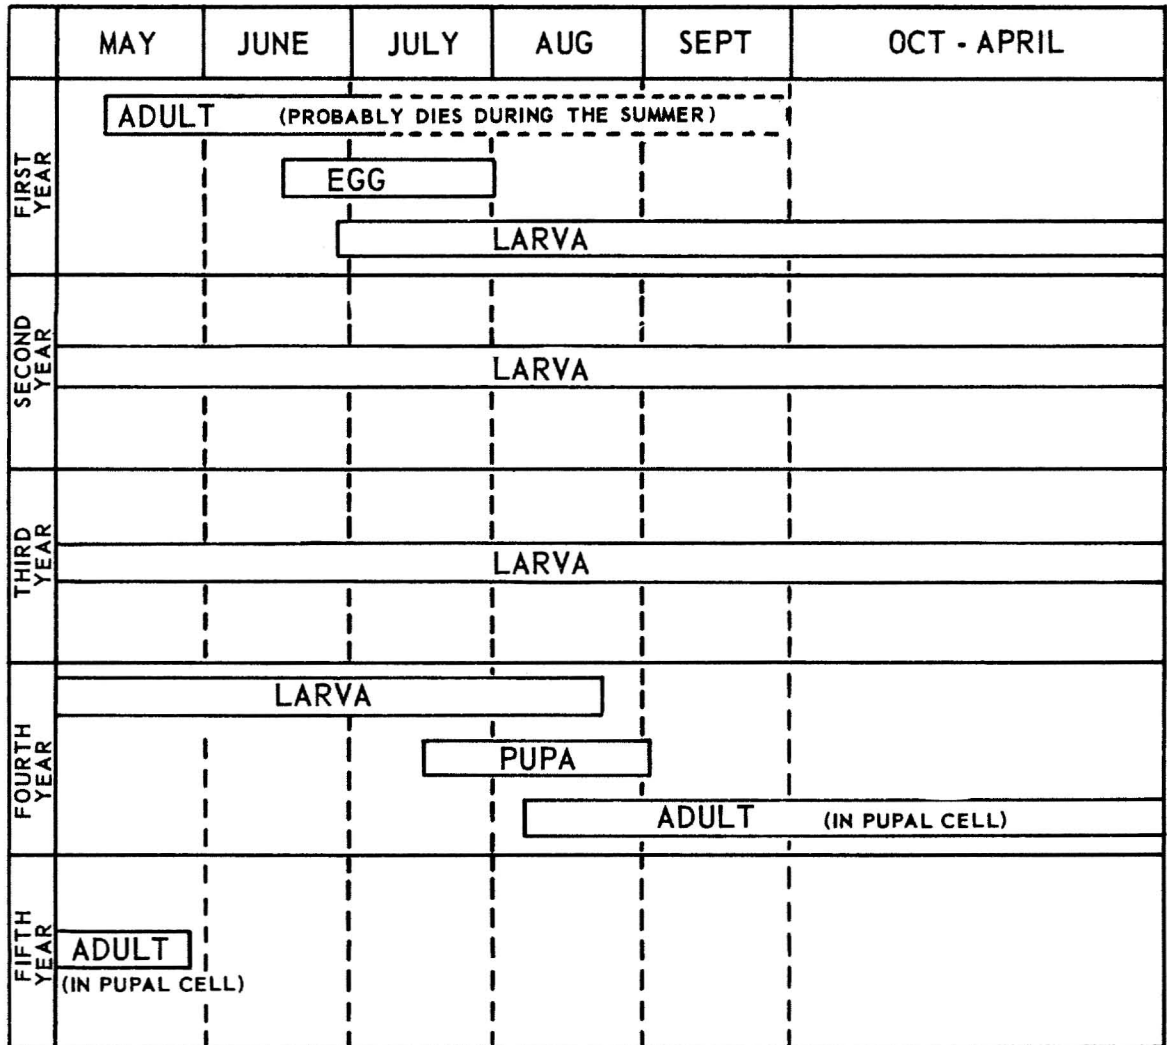 MAY JUNE JULY AUG SEPT OCT - APRIL
FIRST
YEAR
ADULT (PROBABLY DIES DURING THE SUMMER)
EGG
LARVA
SECOND
YEAR
LARVA
THIRD
YEAR
LARVA
FOURTH
YEAR
LARVA
PUPA
ADULT (IN PUPAL CELL)
FIFTH
YEAR
ADULT
(IN PUPAL CELL)